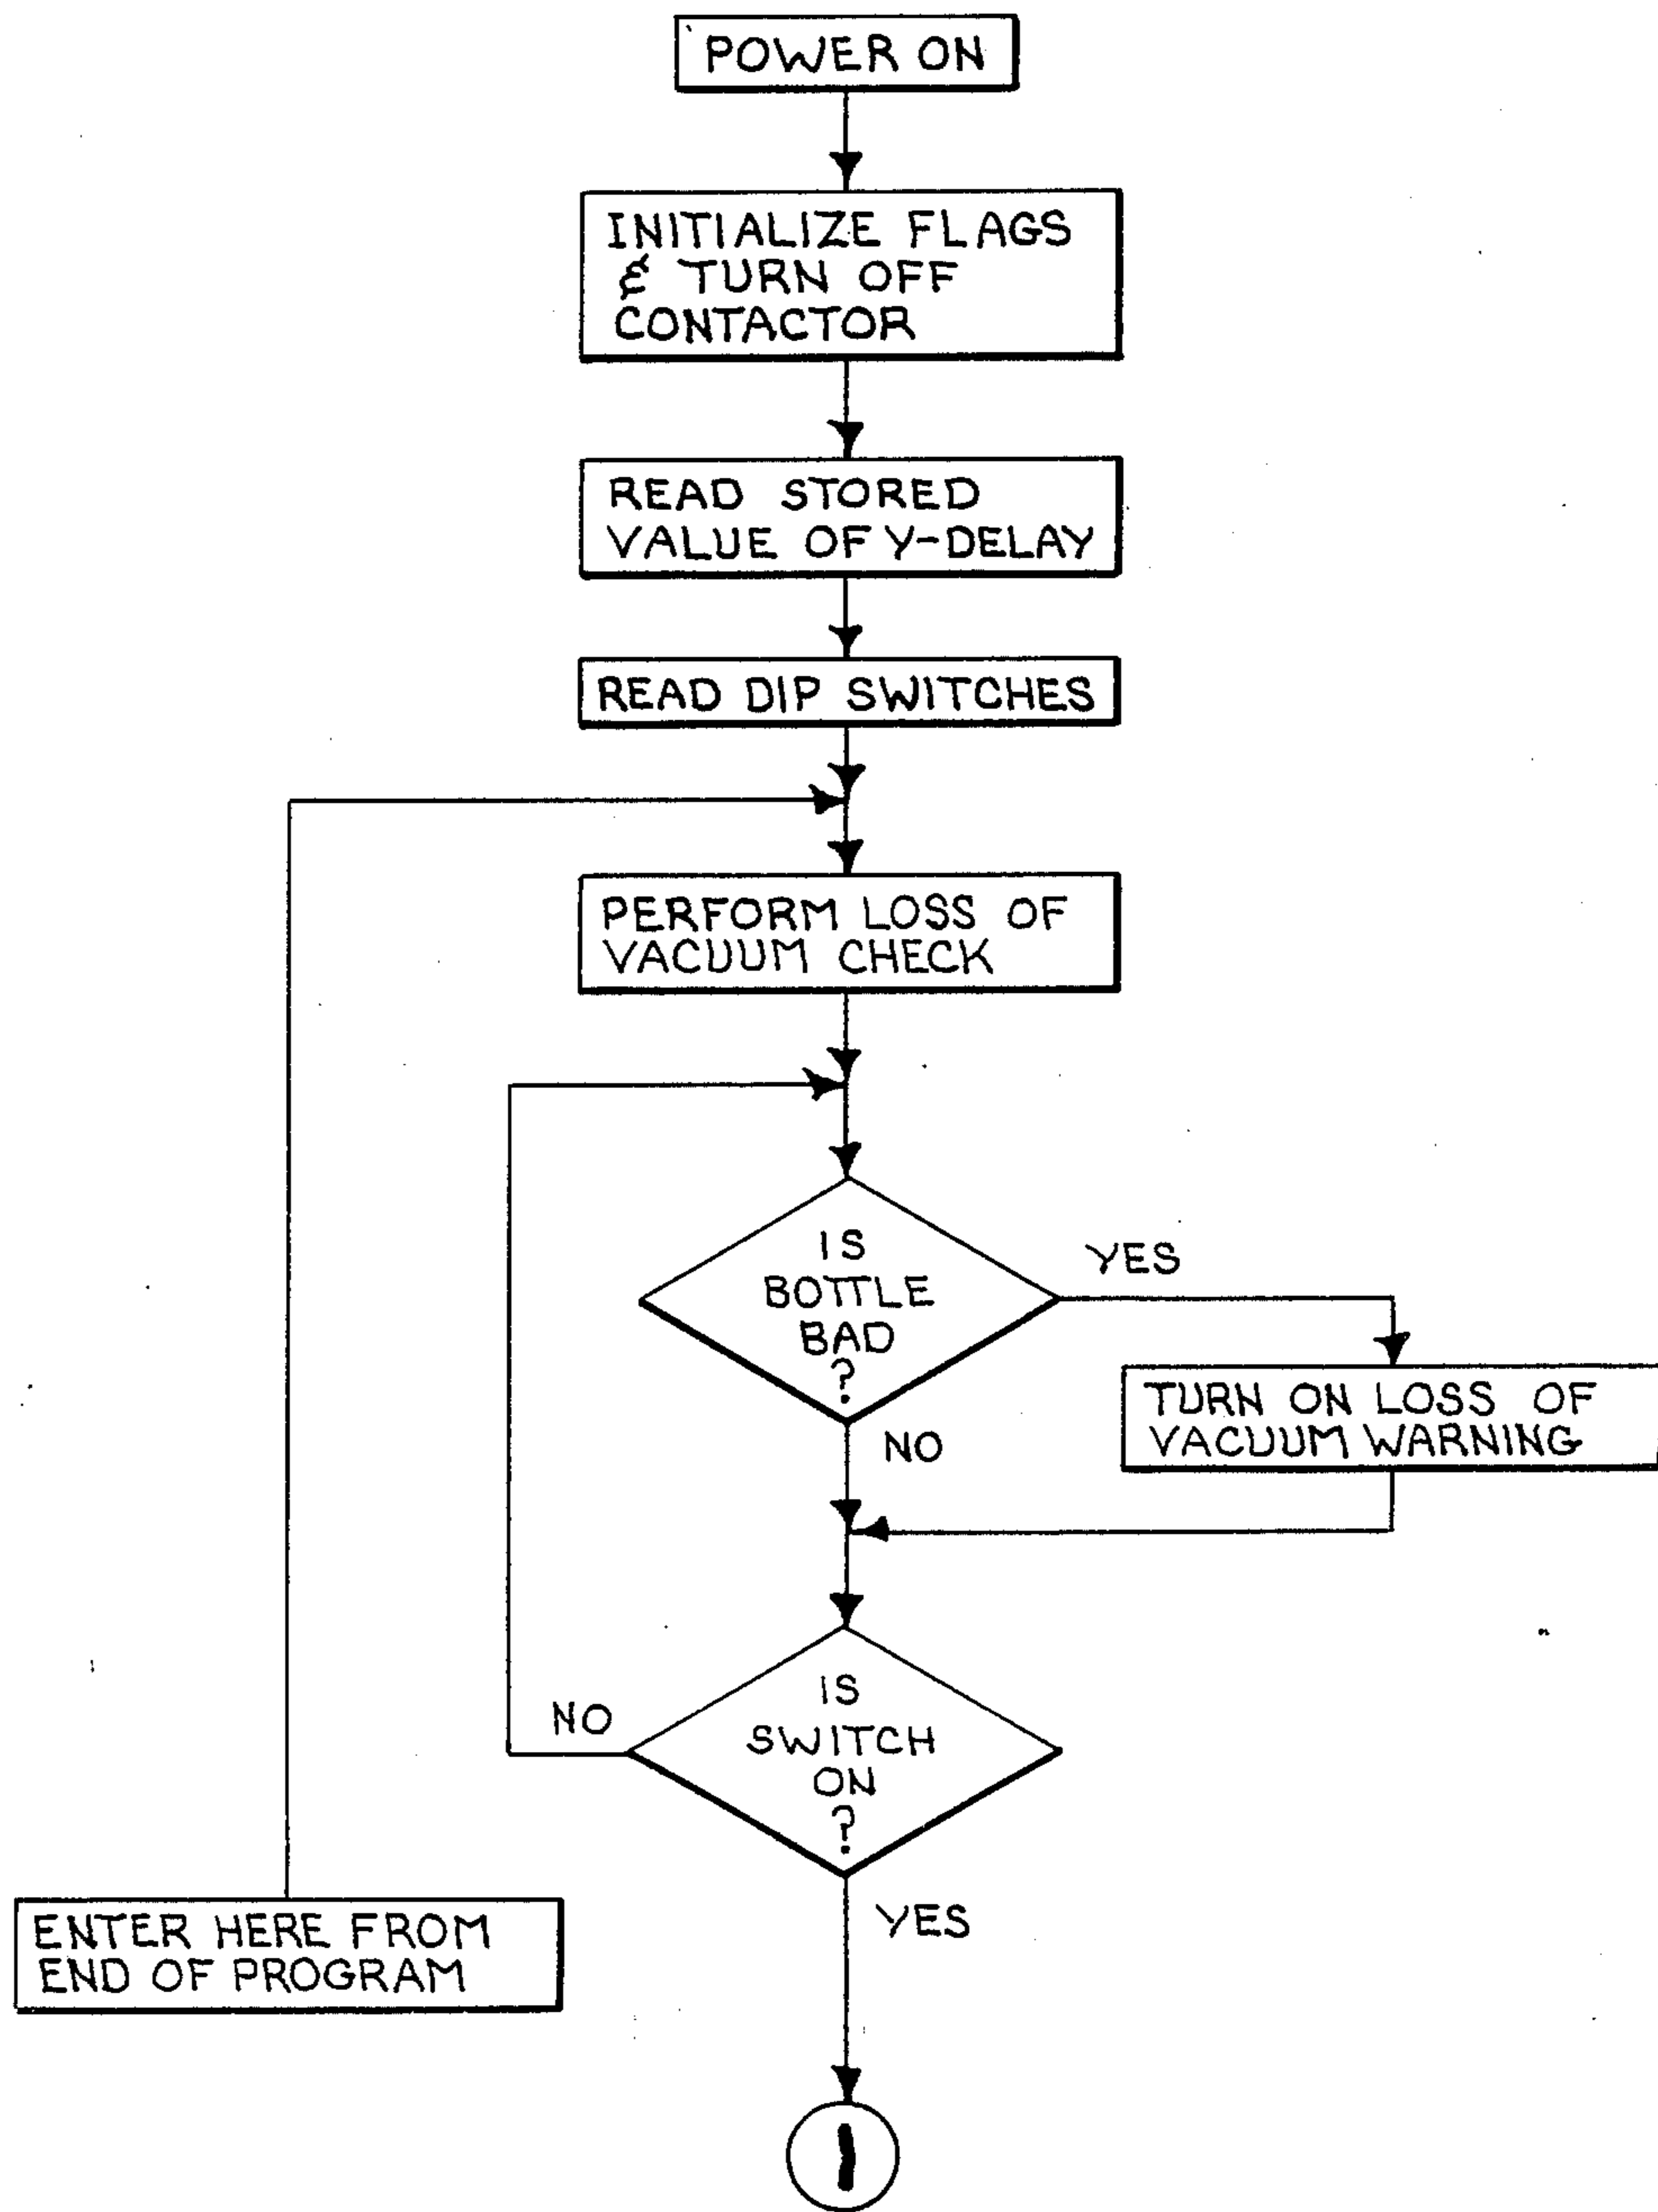 POWER ON
INITIALIZE FLAGS
& TURN OFF
CONTACTOR
READ STORED
VALUE OF Y-DELAY
READ DIP SWITCHES
PERFORM LOSS OF
VACUUM CHECK
IS
BOTTLE
BAD
?
YES
TURN ON LOSS OF
VACUUM WARNING
NO
IS
SWITCH
ON
?
NO
YES
ENTER HERE FROM
END OF PROGRAM
1